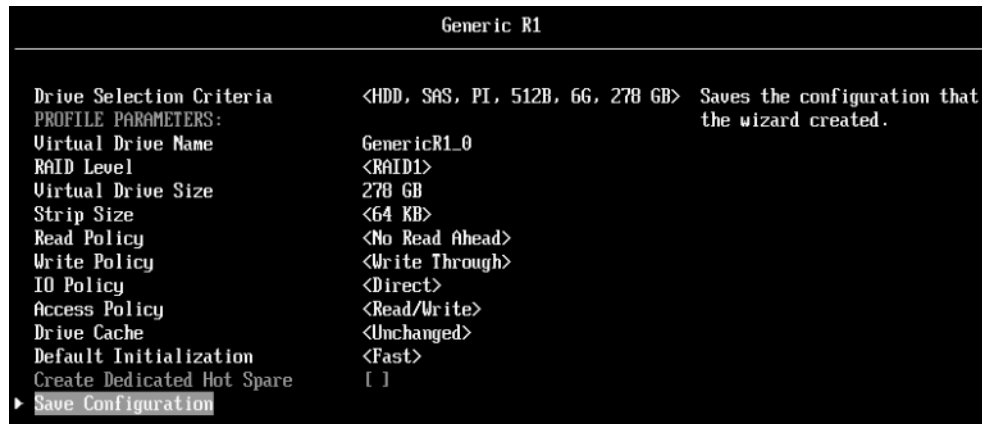 Generic R1
Drive Selection Criteria <HDD, SAS, PI, 512B, 6G, 278 GB> Saves the configuration that
PROFILE PARAMETERS: the wizard created.
Virtual Drive Name GenericR1_0
RAID Level <RAID1>
Virtual Drive Size 278 GB
Strip Size <64 KB>
Read Policy <No Read Ahead>
Write Policy <Write Through>
IO Policy <Direct>
Access Policy <Read/Write>
Drive Cache <Unchanged>
Default Initialization <Fast>
Create Dedicated Hot Spare [ ]
Save Configuration